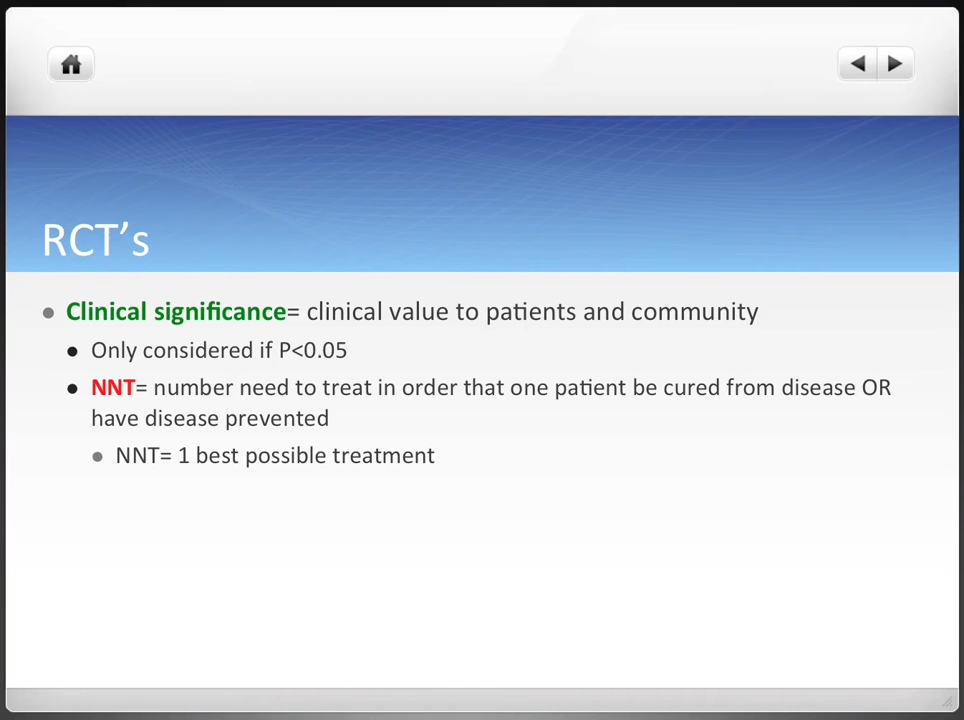 RCT’s
Clinical significance= clinical value to patients and community
Only considered if P<0.05
NNT= number need to treat in order that one patient be cured from disease OR
have disease prevented
NNT= 1 best possible treatment